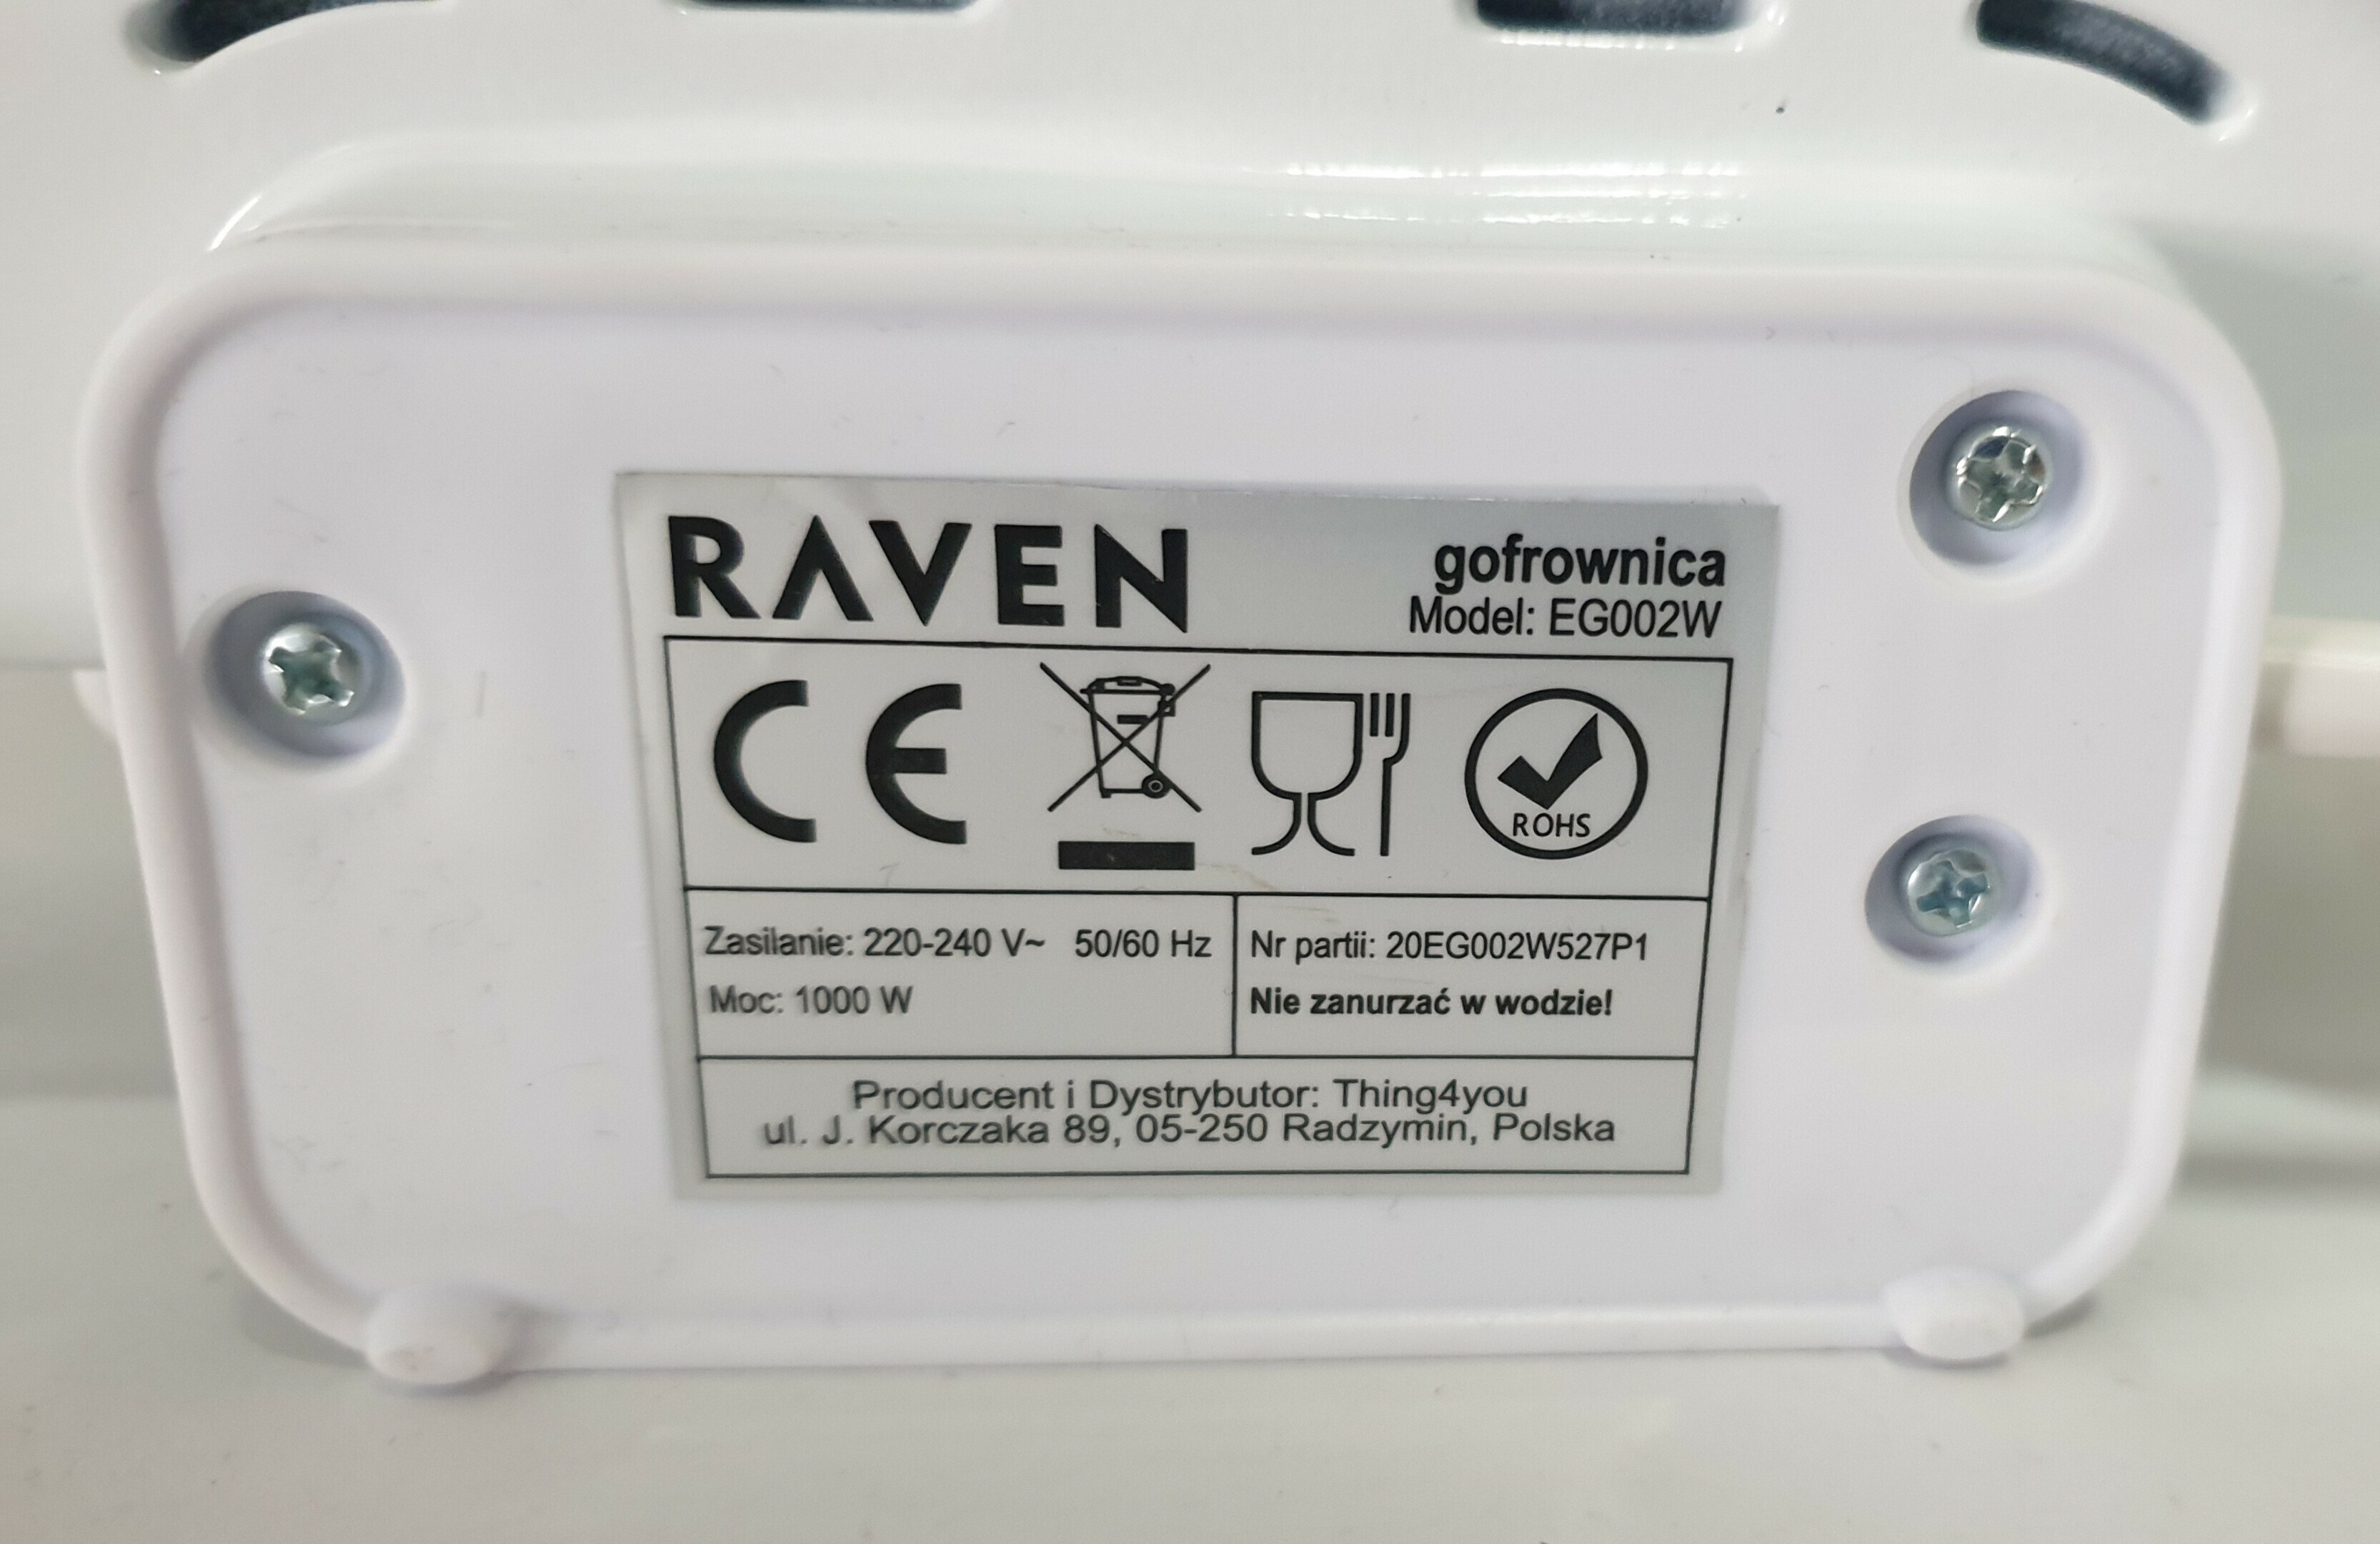 RAVEN
gofrownica
Model: EG002W
CE
ROHS
Zasilanie: 220-240 V~ 50/60 Hz
Moc: 1000 W
Nr partii: 20EG002W527P1
Nie zanurzać w wodzie!
Producent i Dystrybutor: Thing4you
ul. J. Korczaka 89, 05-250 Radzymin, Polska